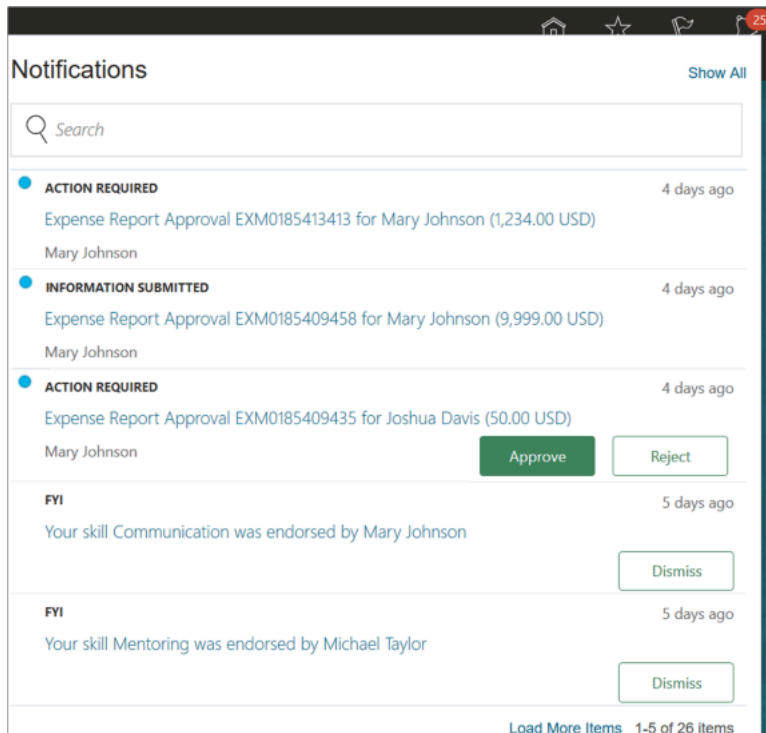 25
Notifications
Show All
Search
ACTION REQUIRED
4 days ago
Expense Report Approval EXM0185413413 for Mary Johnson (1,234.00 USD)
Mary Johnson
INFORMATION SUBMITTED
4 days ago
Expense Report Approval EXM0185409458 for Mary Johnson (9,999.00 USD)
Mary Johnson
ACTION REQUIRED
4 days ago
Expense Report Approval EXM0185409435 for Joshua Davis (50.00 USD)
Mary Johnson
Approve
Reject
FYI
5 days ago
Your skill Communication was endorsed by Mary Johnson
Dismiss
FYI
5 days ago
Your skill Mentoring was endorsed by Michael Taylor
Dismiss
Load More Items 1-5 of 26 items